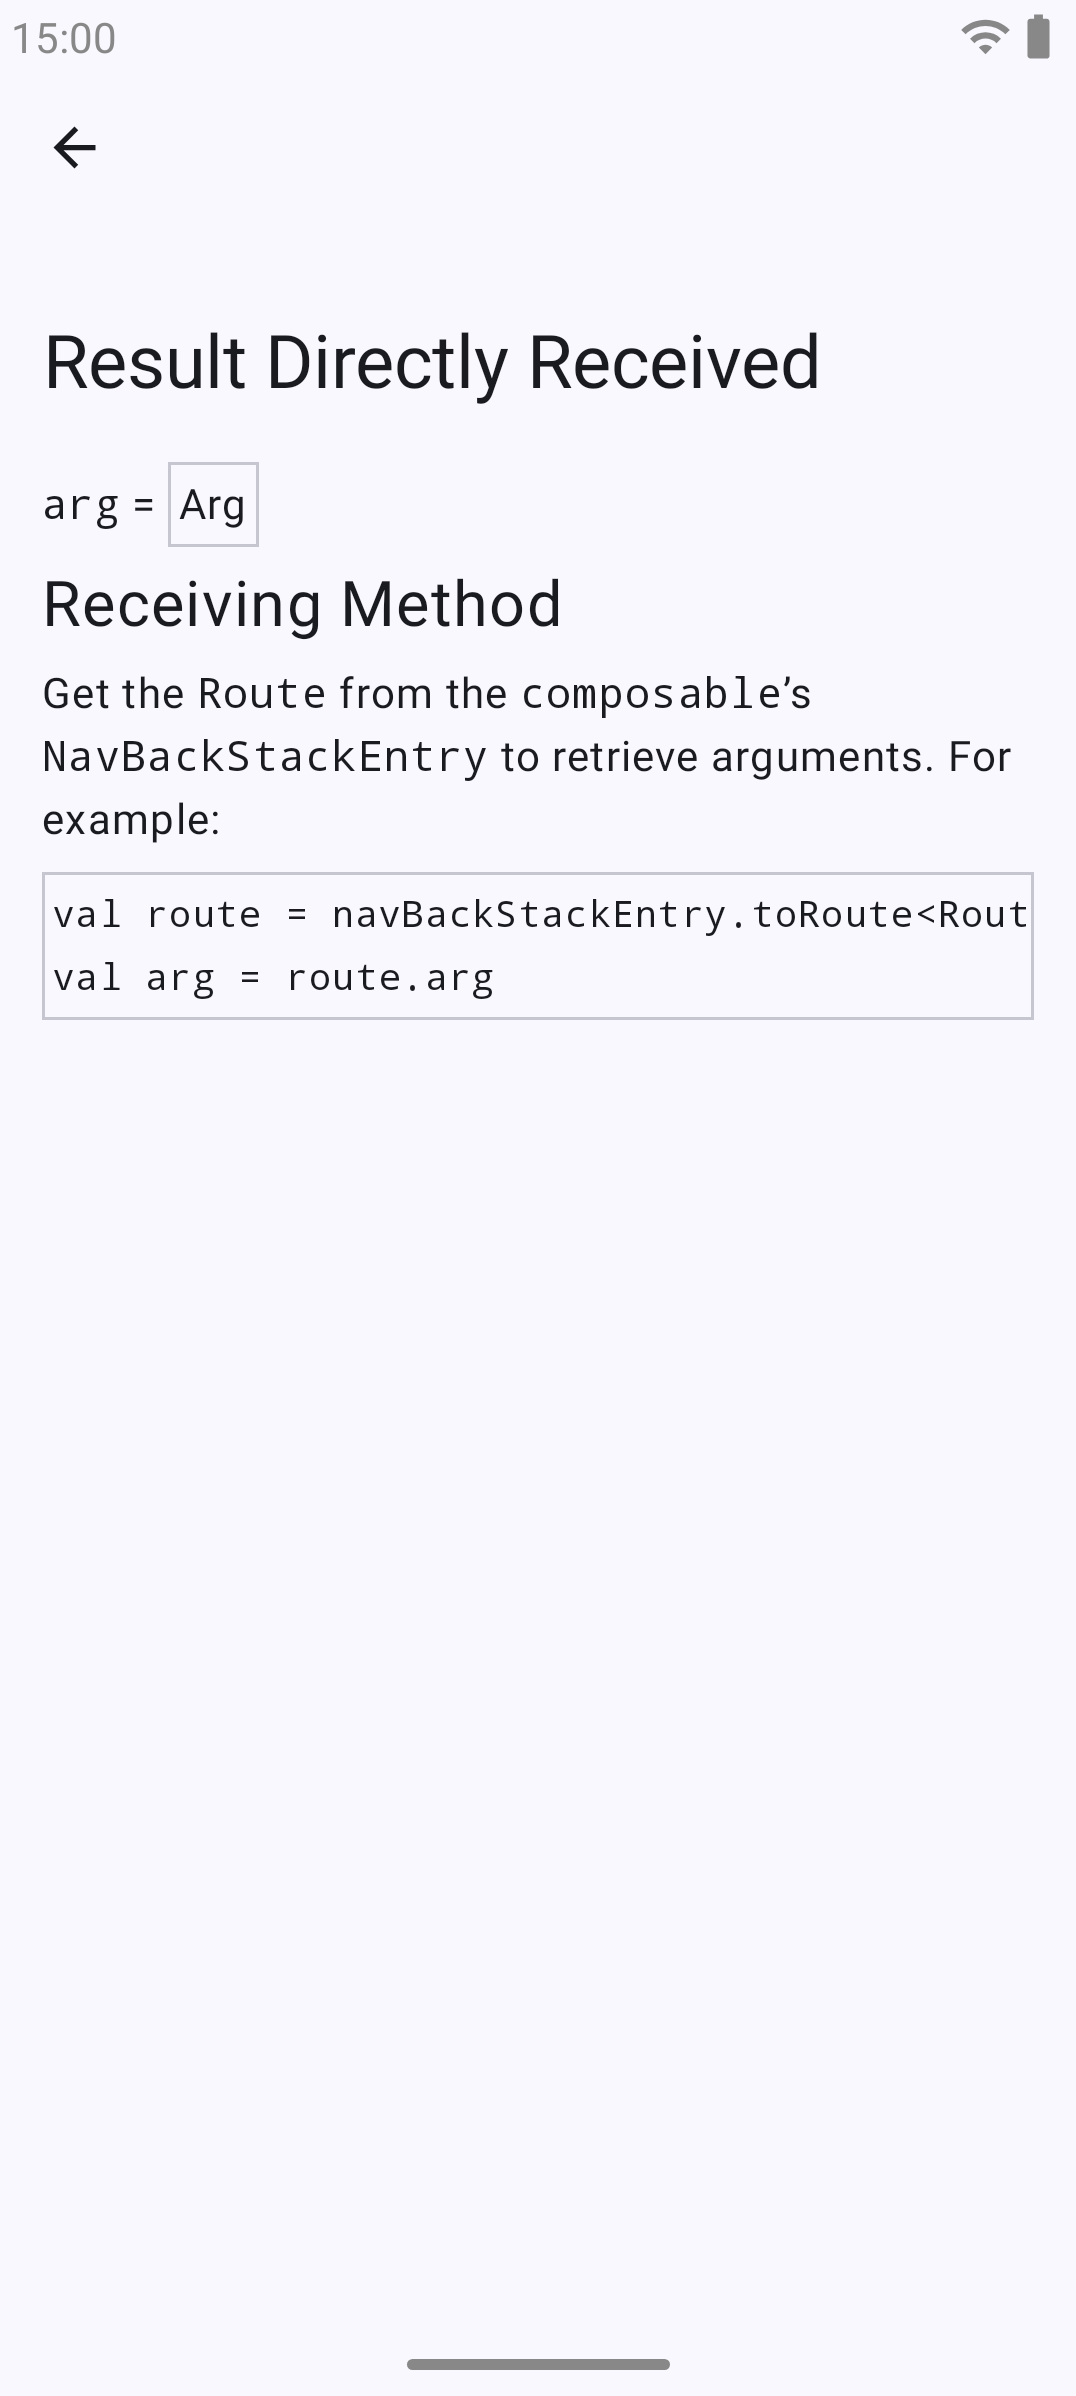 15:00
Result Directly Received
arg = Arg
Receiving Method
Get the Route from the composable’s
NavBackStackEntry to retrieve arguments. For
example:
val route = navBackStackEntry.toRoute<Rout
val arg = route.arg